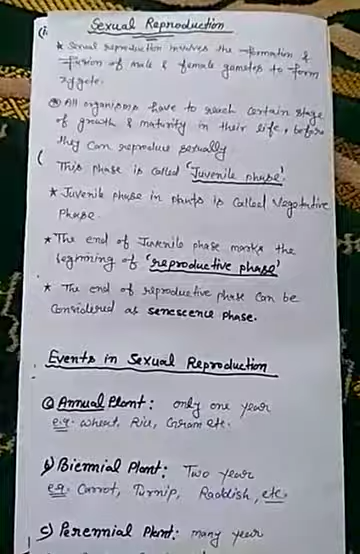 Sexual Reproduction
* Sexual reproduction involves the formation &
fusion of male & female gametes to form
zygote.
* All organisms have to reach certain stage
of growth & maturity in their life, before
they can reproduce sexually.
This phase is called 'Juvenile phase'.
* Juvenile phase in plants is called Vegetative
Phase.
* The end of Juvenile phase marks the
beginning of 'reproductive phase'
* The end of reproductive phase can be
considered as senescence phase.
Events in Sexual Reproduction
a) Annual Plant: only one year
e.g. wheat, Rice, Gram etc.
b) Biennial Plant: Two year
eg. Carrot, Turnip, Raddish, etc.
c) Perennial Plant: many year